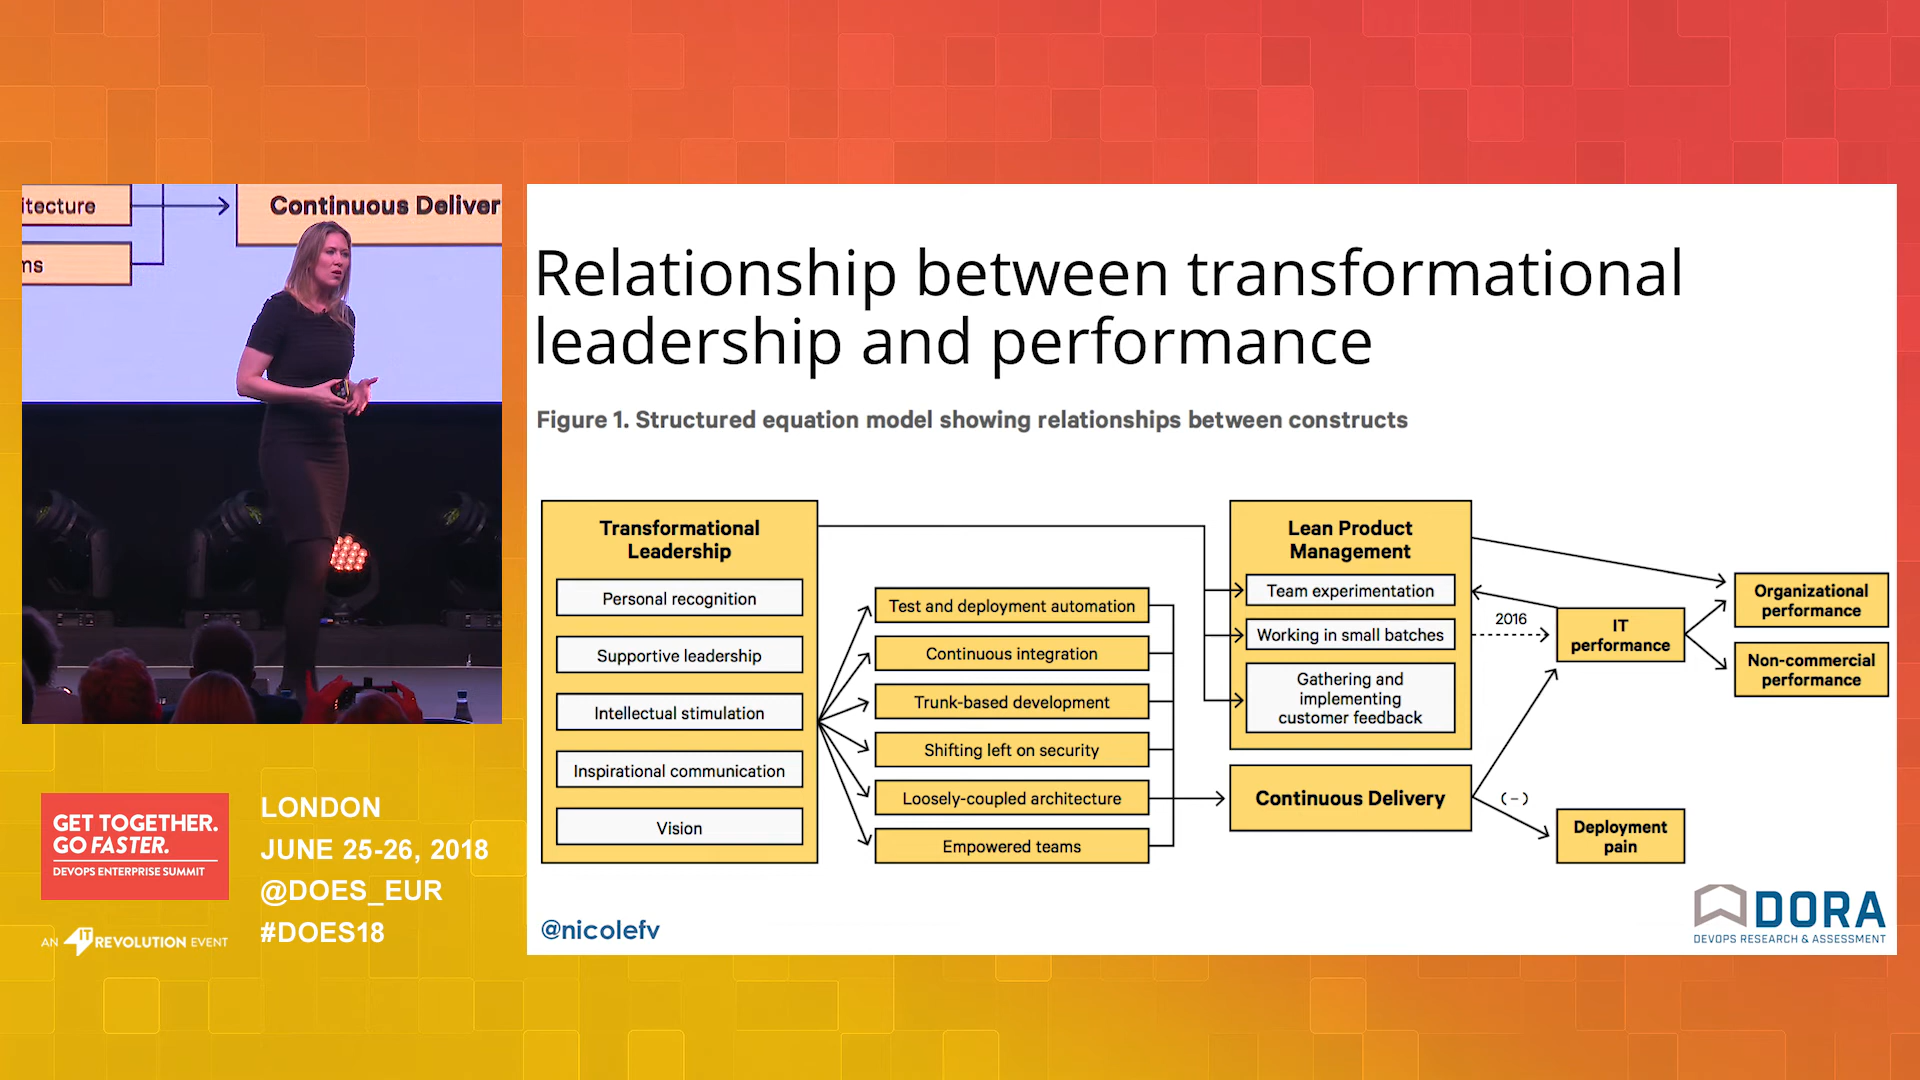 itecture
Continuous Deliver
ms
GET TOGETHER.
GO FASTER.
DEVOPS ENTERPRISE SUMMIT
AN IT REVOLUTION EVENT
LONDON
JUNE 25-26, 2018
@DOES_EUR
#DOES18
Relationship between transformational
leadership and performance
Figure 1. Structured equation model showing relationships between constructs
Transformational
Leadership
Personal recognition
Supportive leadership
Intellectual stimulation
Inspirational communication
Vision
Test and deployment automation
Continuous integration
Trunk-based development
Shifting left on security
Loosely-coupled architecture
Empowered teams
Lean Product
Management
Team experimentation
Working in small batches
Gathering and
implementing
customer feedback
Continuous Delivery
2016
(-)
IT
performance
Deployment
pain
Organizational
performance
Non-commercial
performance
@nicolefv
DORA
DEVOPS RESEARCH & ASSESSMENT